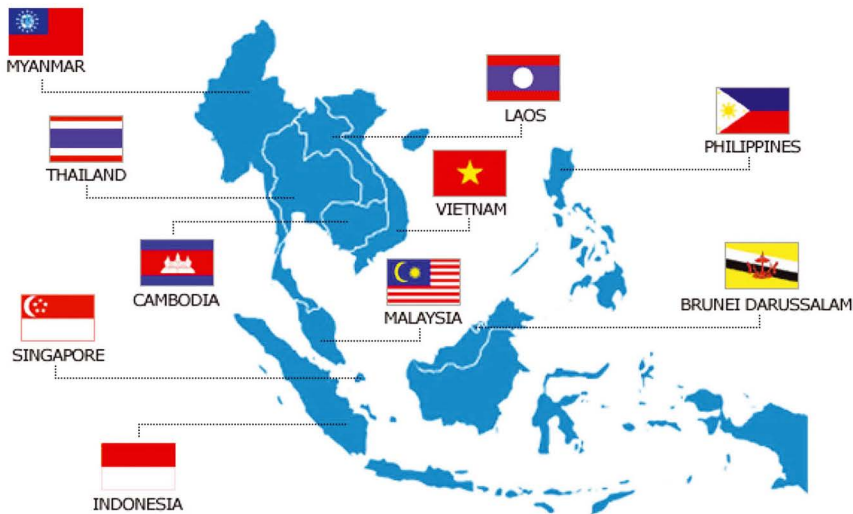 MYANMAR
LAOS
THAILAND
PHILIPPINES
VIETNAM
CAMBODIA
MALAYSIA
BRUNEI DARUSSALAM
SINGAPORE
INDONESIA